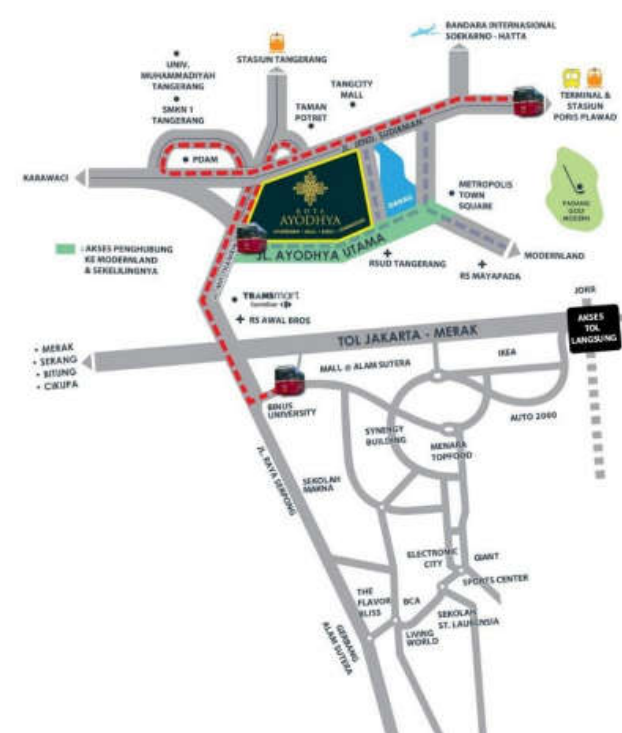 BANDARA INTERNASIONAL
SOEKARNO - HATTA
STASIUN TANGERANG
UNIV.
MUHAMMADIYAH
TANGERANG
SMKN 1
TANGERANG
TANGCITY
MALL
TAMAN
POTRET
TERMINAL &
STASIUN
PORIS PLAWAD
JL. JEND. SUDIRMAN
PDAM
KARAWACI
KOTA
AYODHYA
DANAU
METROPOLIS
TOWN
SQUARE
PADANG
GOLF
MODERN
: AKSES PENGHUBUNG
KE MODERNLAND
& SEKELILINGNYA
JL. AYODHYA UTAMA
RSUD TANGERANG
MODERNLAND
RS MAYAPADA
TRANSmart
Carrefour
RS AWAL BROS
JORR
AKSES
TOL
LANGSUNG
TOL JAKARTA - MERAK
• MERAK
• SERANG
• BITUNG
• CIKUPA
MALL @ ALAM SUTERA
IKEA
BINUS
UNIVERSITY
AUTO 2000
SYNERGY
BUILDING
MENARA
TOPFOOD
JL. RAYA SERPONG
SEKOLAH
MAKNA
ELECTRONIC
CITY
GIANT
SPORTS CENTER
THE
FLAVOR
BLISS
BCA
SEKOLAH
ST. LAURENSIA
LIVING
WORLD
GERBANG
ALAM SUTERA